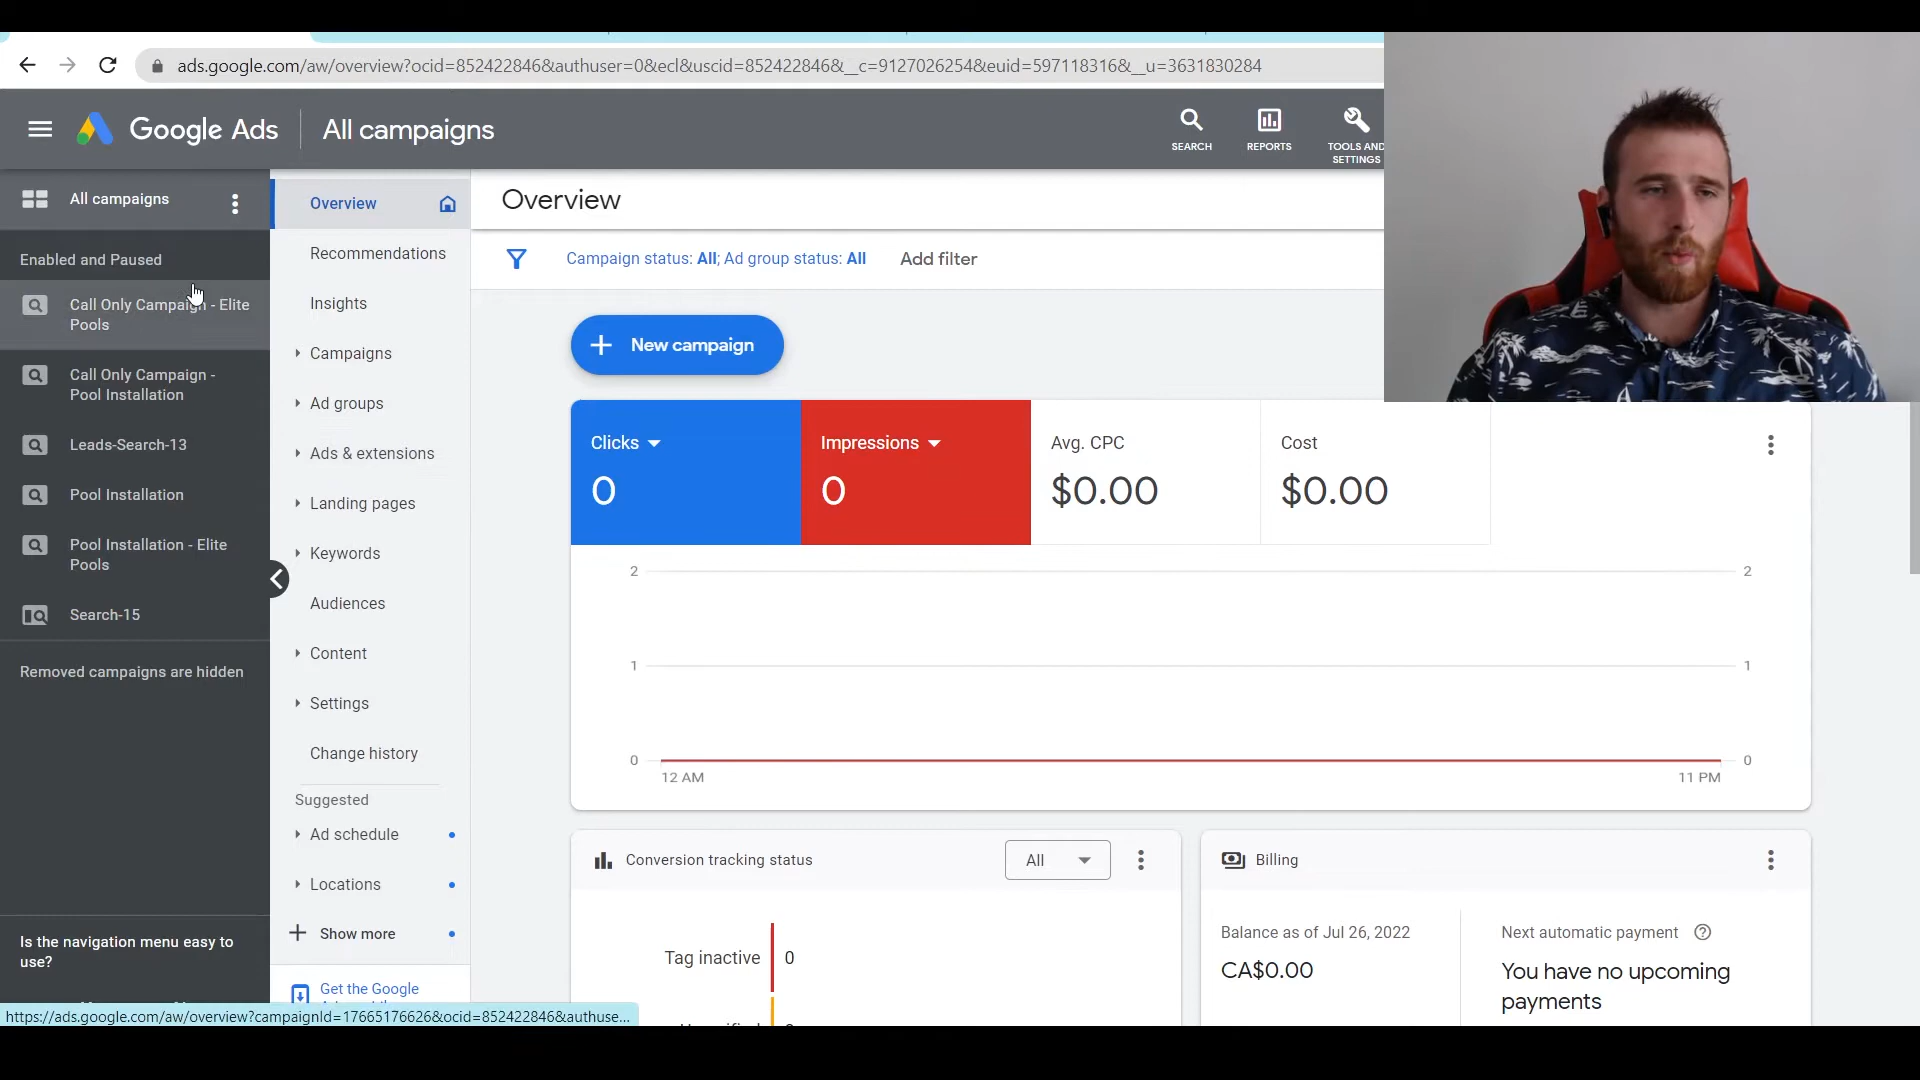 ads.google.com/aw/overview?ocid=852422846&authuser=0&ecl&uscid=852422846&__c=9127026254&euid=597118316&__u=3631830284
Google Ads
All campaigns
SEARCH
REPORTS
TOOLS AND
SETTINGS
All campaigns
Enabled and Paused
Call Only Campaign - Elite
Pools
Call Only Campaign -
Pool Installation
Leads-Search-13
Pool Installation
Pool Installation - Elite
Pools
Search-15
Removed campaigns are hidden
Is the navigation menu easy to
use?
Overview
Recommendations
Insights
Campaigns
Ad groups
Ads & extensions
Landing pages
Keywords
Audiences
Content
Settings
Change history
Suggested
Ad schedule
Locations
Show more
Get the Google
https://ads.google.com/aw/overview?campaignId=17665176626&ocid=852422846&authuse...
Overview
Campaign status: All; Ad group status: All
Add filter
New campaign
Clicks
0
Impressions
0
Avg. CPC
$0.00
Cost
$0.00
2
2
1
1
0
0
12 AM
11 PM
Conversion tracking status
All
Tag inactive
0
Billing
Balance as of Jul 26, 2022
CA$0.00
Next automatic payment
You have no upcoming
payments